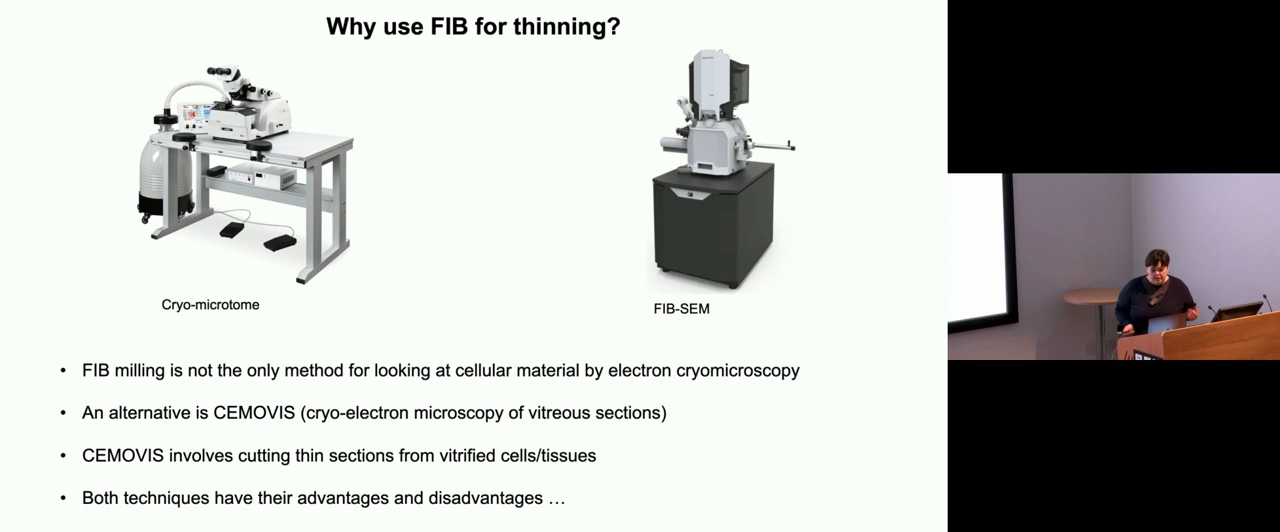 Why use FIB for thinning?
Cryo-microtome
FIB-SEM
• FIB milling is not the only method for looking at cellular material by electron cryomicroscopy
• An alternative is CEMOVIS (cryo-electron microscopy of vitreous sections)
• CEMOVIS involves cutting thin sections from vitrified cells/tissues
• Both techniques have their advantages and disadvantages …